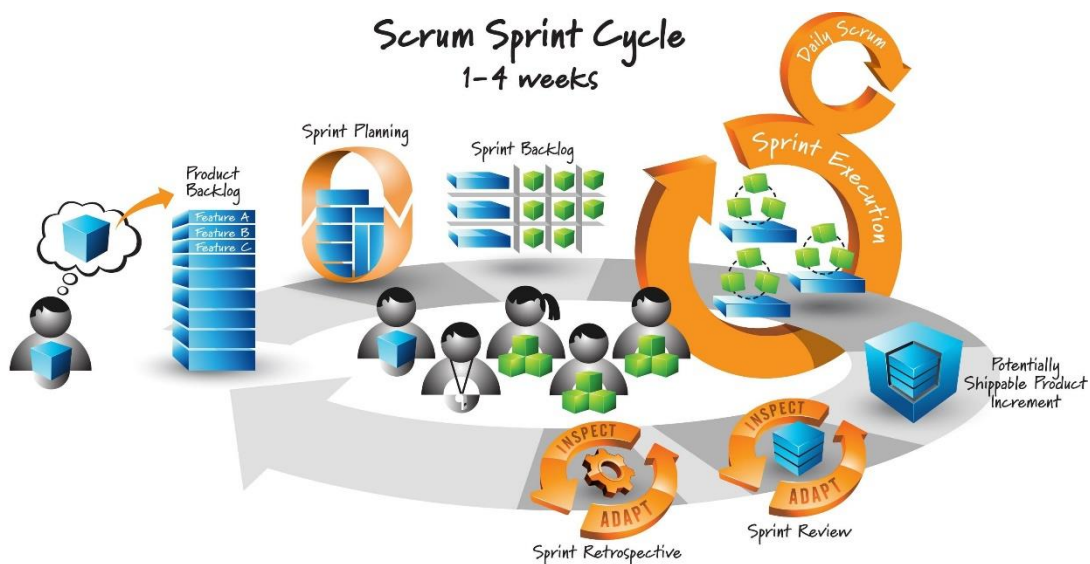 Scrum Sprint Cycle
1-4 weeks
Daily Scrum
Sprint Planning
Sprint Backlog
Sprint Execution
Product
Backlog
Feature A
Feature B
Feature C
Potentially
Shippable Product
Increment
INSPECT
ADAPT
Sprint Review
INSPECT
ADAPT
Sprint Retrospective